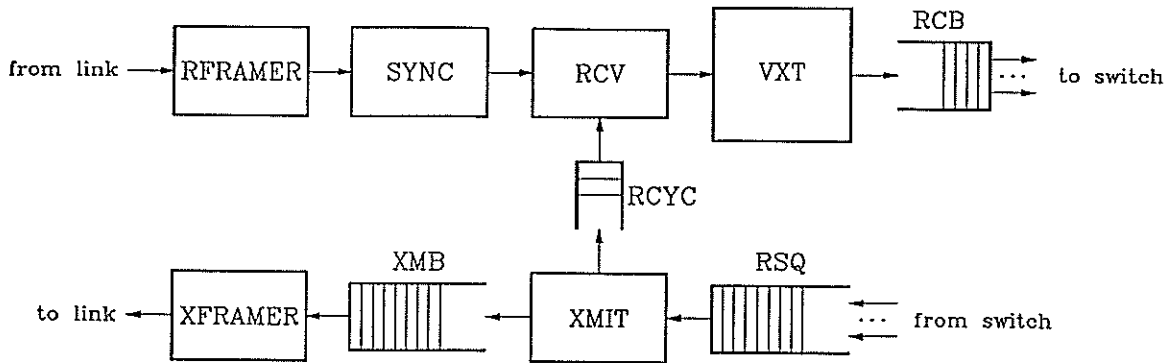 RCB
from link
RFRAMER
SYNC
RCV
VXT
...
to switch
RCYC
XMB
RSQ
to link
XFRAMER
XMIT
...
from switch